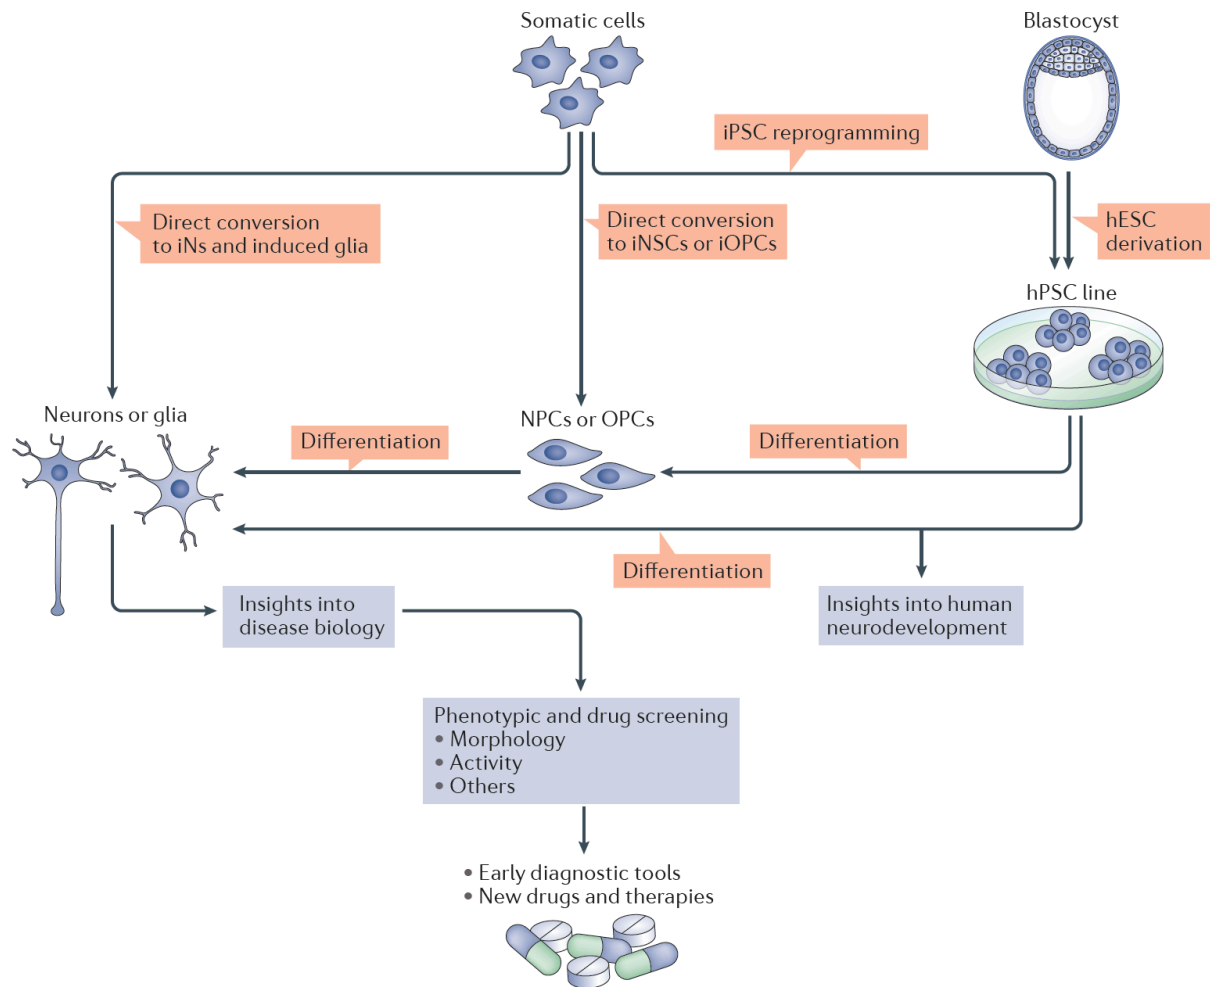 Somatic cells
Blastocyst
iPSC reprogramming
Direct conversion
to iNs and induced glia
Direct conversion
to iNSCs or iOPCs
hESC
derivation
hPSC line
Neurons or glia
NPCs or OPCs
Differentiation
Differentiation
Differentiation
Insights into
disease biology
Insights into human
neurodevelopment
Phenotypic and drug screening
• Morphology
• Activity
• Others
• Early diagnostic tools
• New drugs and therapies